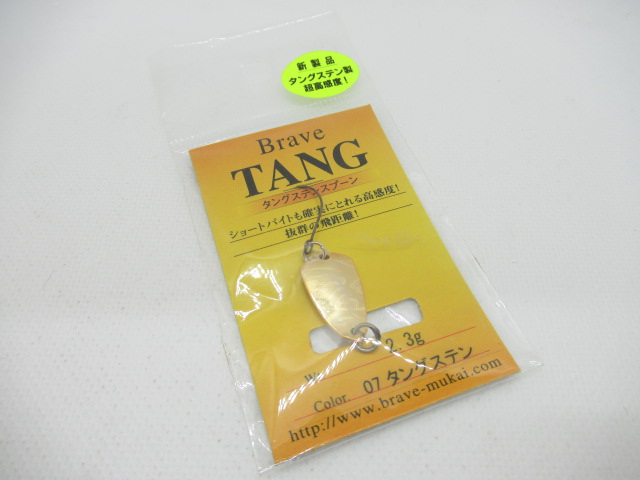 新製品
タングステン製
超高感度!
Brave
TANG
タングステンスプーン
ショートバイトも確実にとれる高感度!
抜群の飛距離!
2.3g
Color. 07 タングステン
http://www.brave-mukai.com